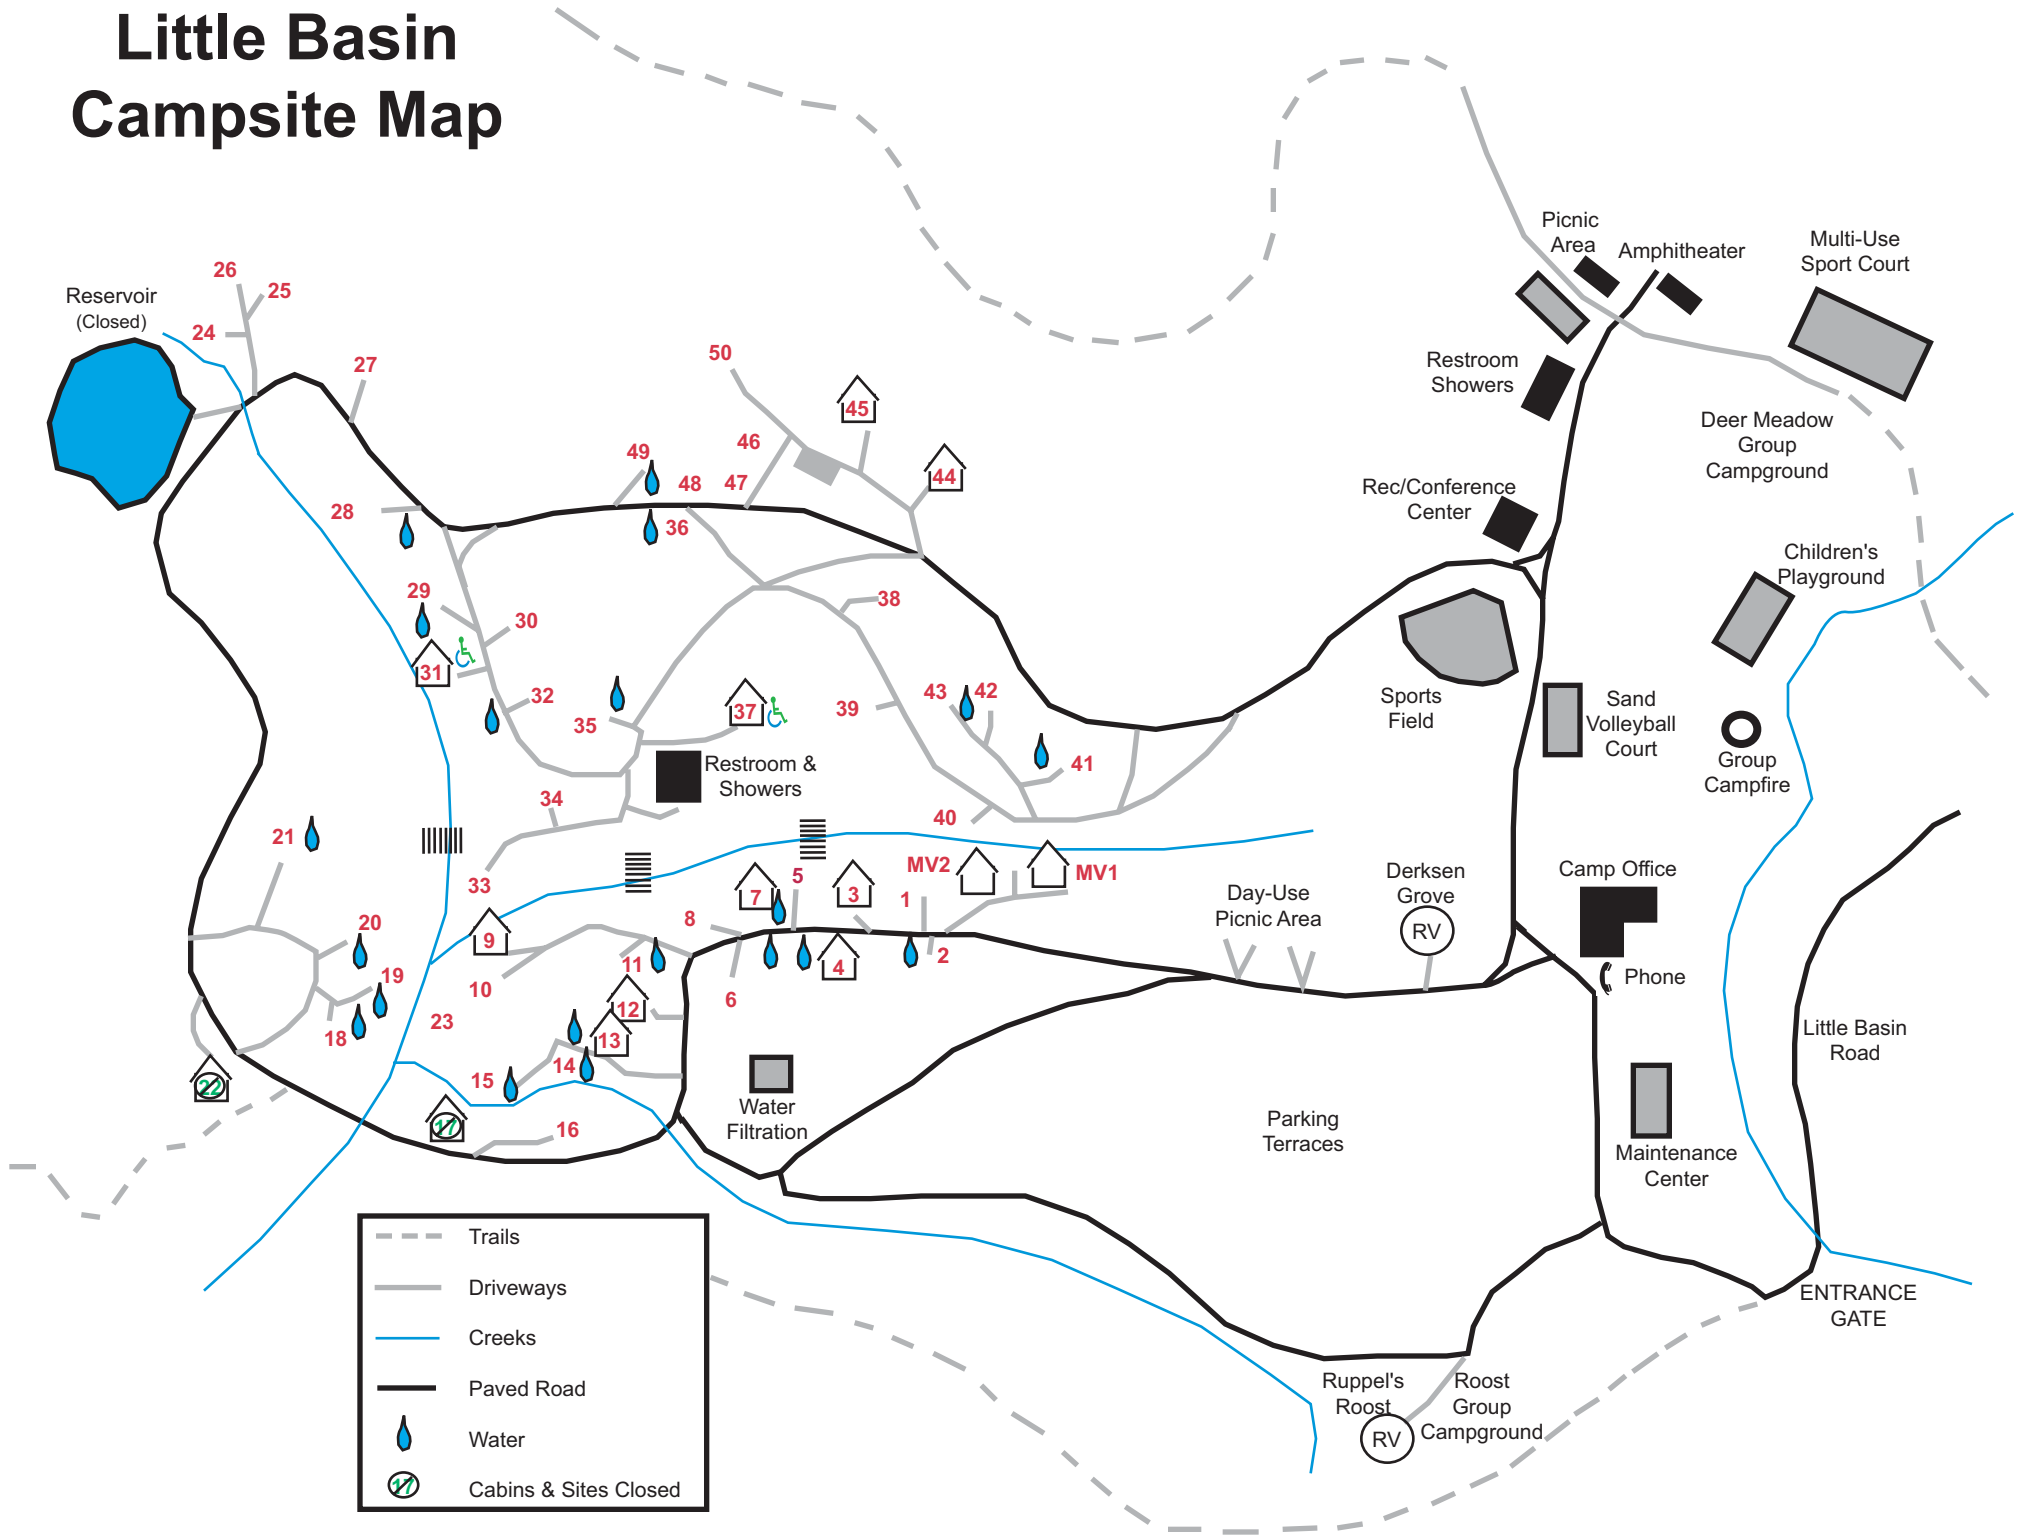 Little Basin
Campsite Map
Picnic
Area
Amphitheater
Multi-Use
Sport Court
26
25
24
Reservoir
(Closed)
27
50
45
Restroom
Showers
Deer Meadow
Group
Campground
46
49
48
47
44
28
36
Rec/Conference
Center
Children's
Playground
29
30
31
38
32
35
37
39
43
42
41
40
Sports
Field
Sand
Volleyball
Court
Group
Campfire
Restroom &
Showers
34
33
21
MV2
MV1
5
7
3
1
8
9
4
2
6
Day-Use
Picnic Area
Derksen
Grove
RV
Camp Office
Phone
20
19
18
10
11
12
13
23
14
15
22
17
16
Water
Filtration
Parking
Terraces
Little Basin
Road
Maintenance
Center
ENTRANCE
GATE
Ruppel's
Roost
RV
Roost
Group
Campground
Trails
Driveways
Creeks
Paved Road
Water
17
Cabins & Sites Closed